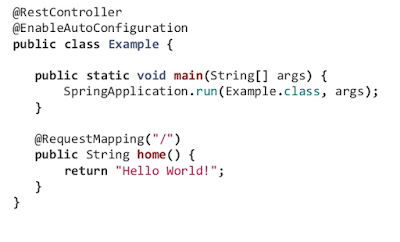 @RestController
@EnableAutoConfiguration
public class Example {
public static void main(String[] args) {
SpringApplication.run(Example.class, args);
}
@RequestMapping("/")
public String home() {
return "Hello World!";
}
}